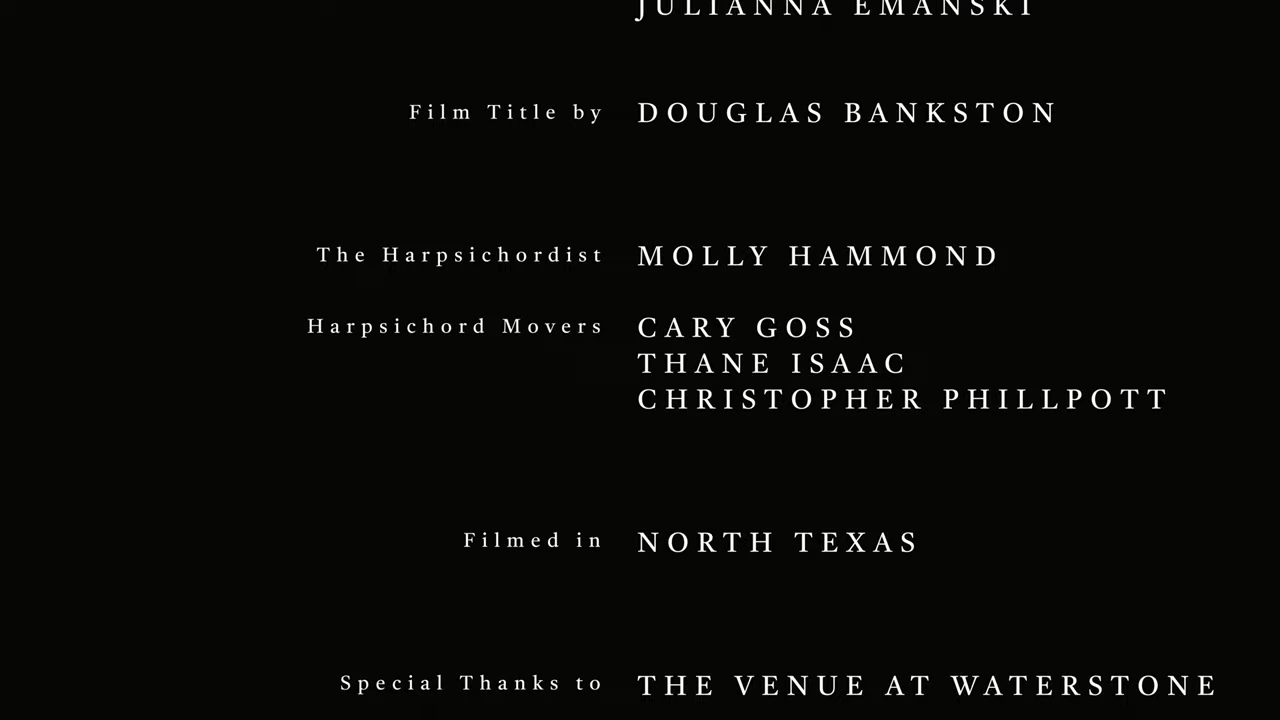 JULIANNA EMANSKI
Film Title by DOUGLAS BANKSTON
The Harpsichordist MOLLY HAMMOND
Harpsichord Movers CARY GOSS
THANE ISAAC
CHRISTOPHER PHILLPOTT
Filmed in NORTH TEXAS
Special Thanks to THE VENUE AT WATERSTONE